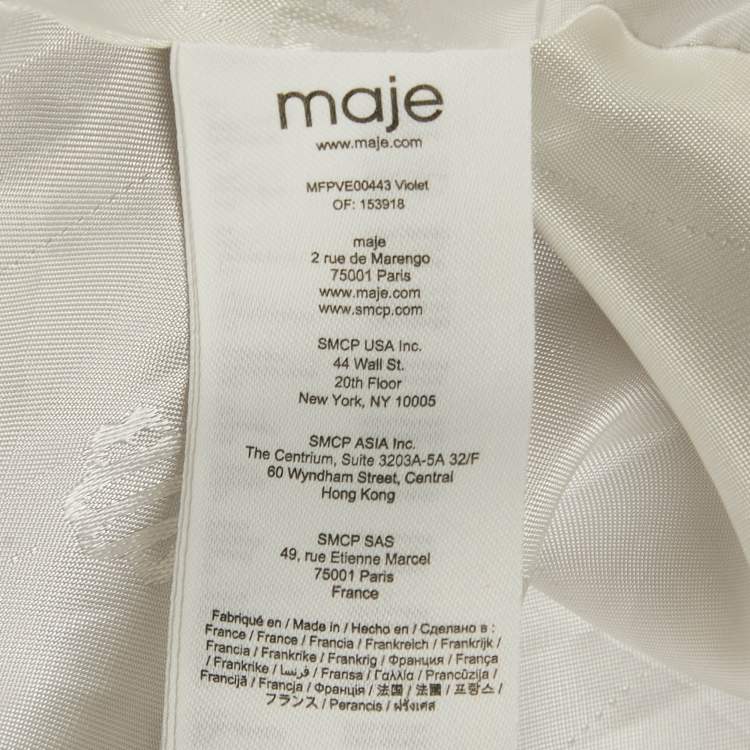 maje
www.maje.com
MFPVE00443 Violet
OF: 153918
maje
2 rue de Marengo
75001 Paris
www.maje.com
www.smcp.com
SMCP USA Inc.
44 Wall St.
20th Floor
New York, NY 10005
SMCP ASIA Inc.
The Centrium, Suite 3203A-5A 32/F
60 Wyndham Street, Central
Hong Kong
SMCP SAS
49, rue Etienne Marcel
75001 Paris
France
Fabriqué en / Made in / Hecho en / Сделано в :
France / France / Francia / Frankreich / Frankrijk /
Francia / Frankrike / Frankrig / Франция / França
/ Frankrike / فرنسا / Fransa / Γαλλία / Prancūzija /
Francijā / Francja / Франція / 法国 / 法國 / 프랑스 /
フランス / Perancis / ฝรั่งเศส